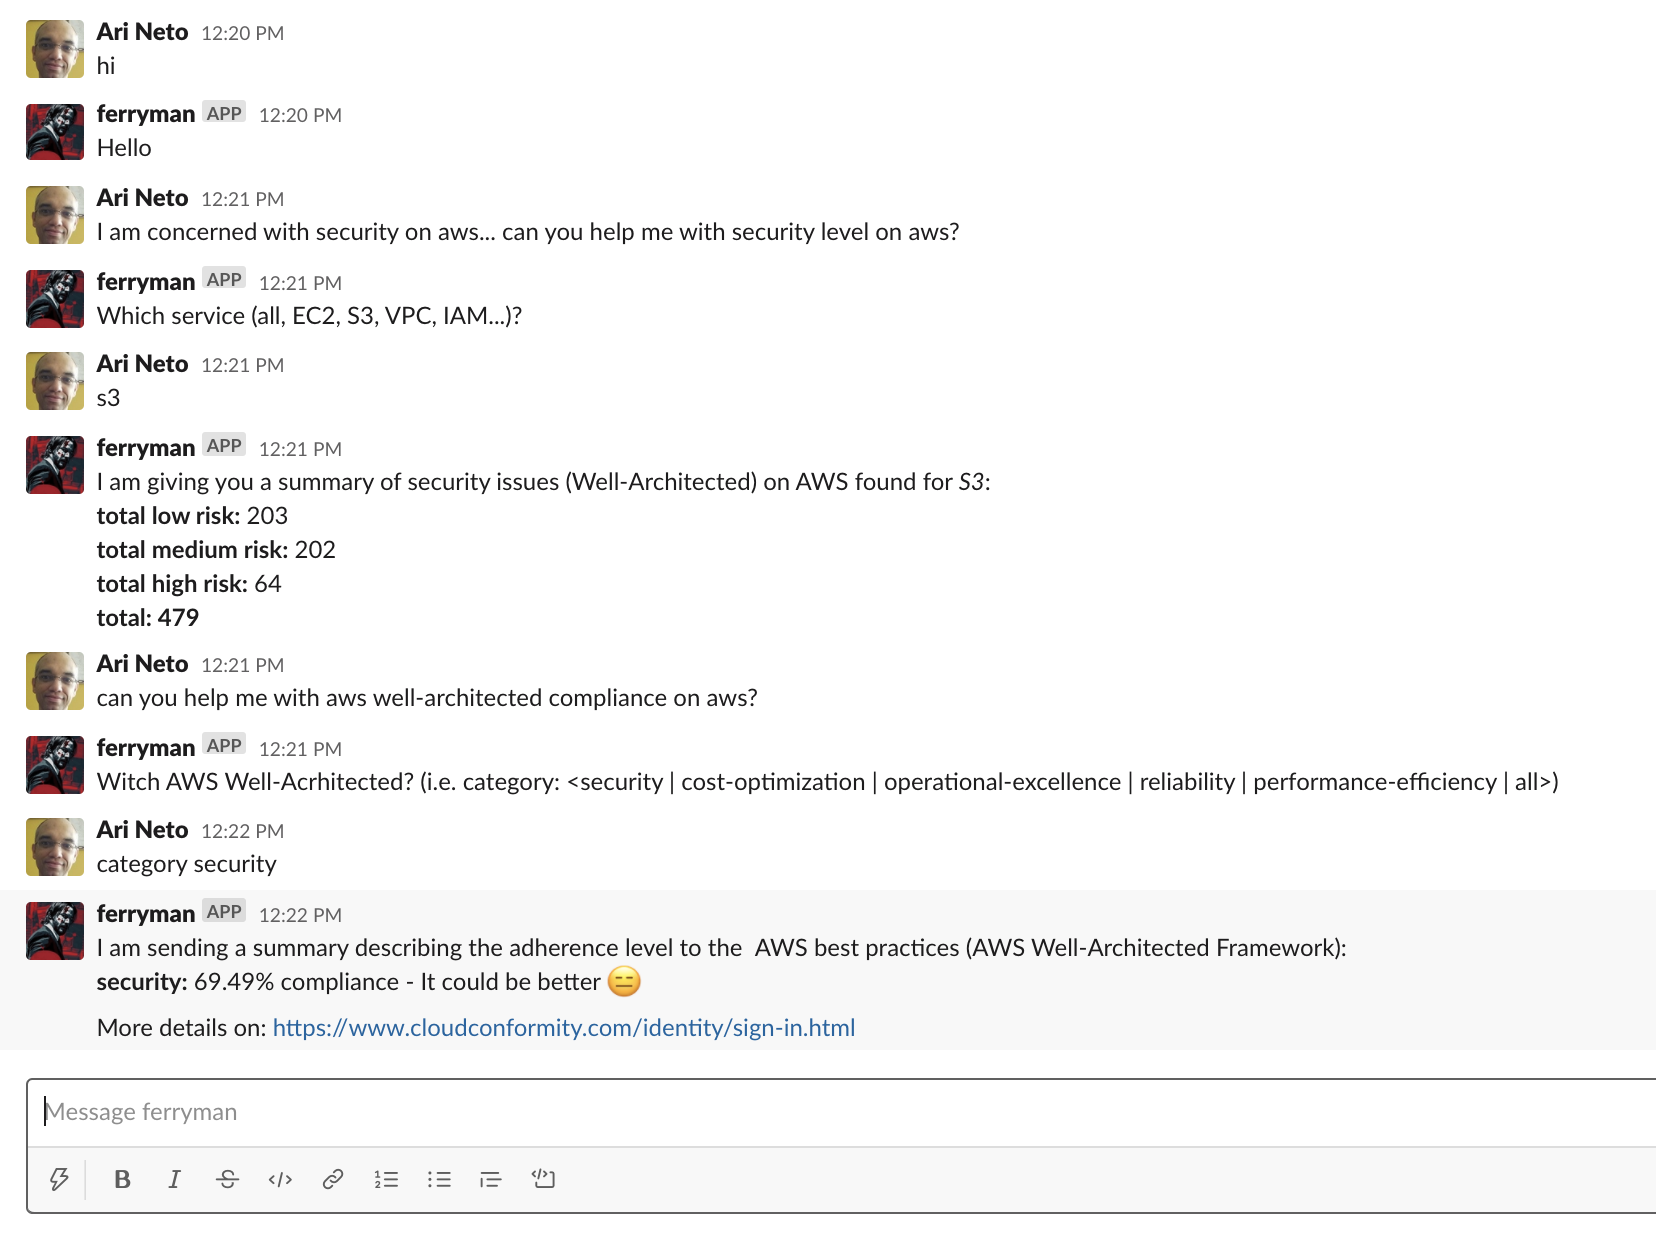 Ari Neto 12:20 PM
hi
ferryman APP 12:20 PM
Hello
Ari Neto 12:21 PM
I am concerned with security on aws... can you help me with security level on aws?
ferryman APP 12:21 PM
Which service (all, EC2, S3, VPC, IAM...)?
Ari Neto 12:21 PM
s3
ferryman APP 12:21 PM
I am giving you a summary of security issues (Well-Architected) on AWS found for S3:
total low risk: 203
total medium risk: 202
total high risk: 64
total: 479
Ari Neto 12:21 PM
can you help me with aws well-architected compliance on aws?
ferryman APP 12:21 PM
Witch AWS Well-Acrhitected? (i.e. category: <security | cost-optimization | operational-excellence | reliability | performance-efficiency | all>)
Ari Neto 12:22 PM
category security
ferryman APP 12:22 PM
I am sending a summary describing the adherence level to the  AWS best practices (AWS Well-Architected Framework):
security: 69.49% compliance - It could be better 😑
More details on: https://www.cloudconformity.com/identity/sign-in.html
Message ferryman